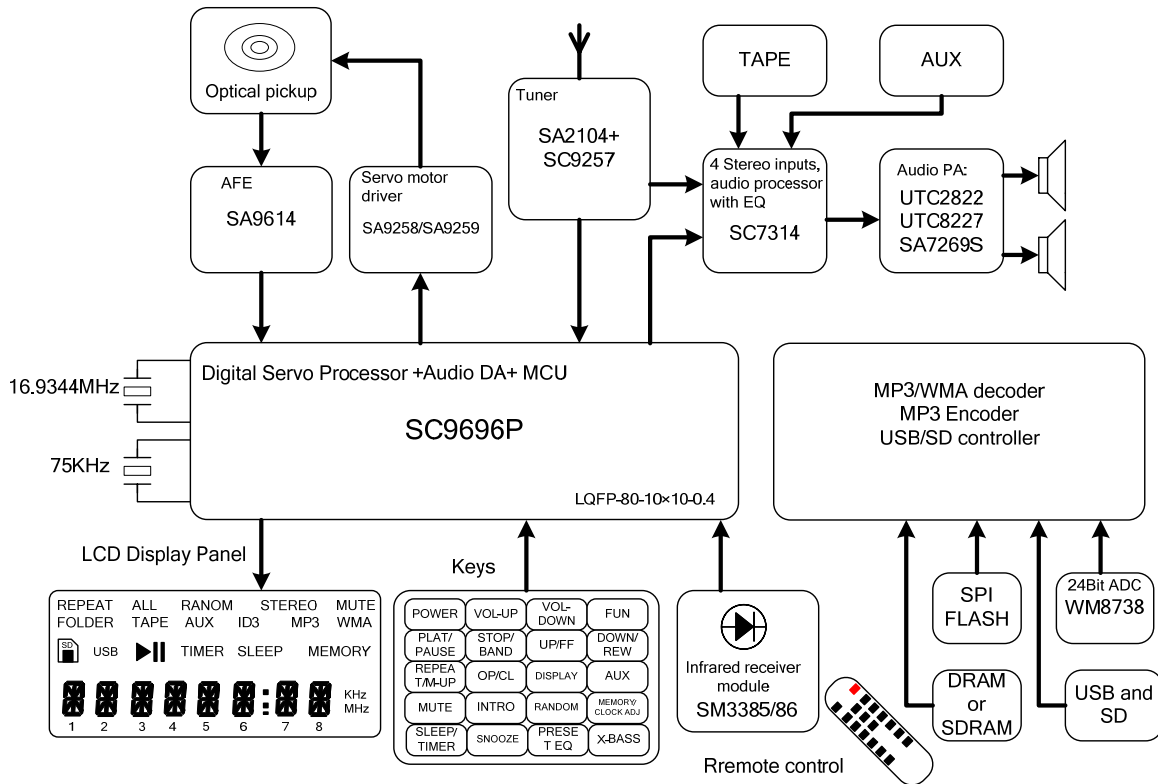 Optical pickup
AFE
SA9614
Servo motor
driver
SA9258/SA9259
Tuner
SA2104+
SC9257
TAPE
AUX
4 Stereo inputs,
audio processor
with EQ
SC7314
Audio PA:
UTC2822
UTC8227
SA7269S
16.9344MHz
75KHz
Digital Servo Processor +Audio DA+ MCU
SC9696P
LQFP-80-10×10-0.4
MP3/WMA decoder
MP3 Encoder
USB/SD controller
LCD Display Panel
REPEAT ALL RANOM STEREO MUTE
FOLDER TAPE AUX ID3 MP3 WMA
SD USB TIMER SLEEP MEMORY
KHz
MHz
1 2 3 4 5 6 7 8
Keys
POWER
VOL-UP
VOL-
DOWN
FUN
PLAT/
PAUSE
STOP/
BAND
UP/FF
DOWN/
REW
REPEA
T/M-UP
OP/CL
DISPLAY
AUX
MUTE
INTRO
RANDOM
MEMORY/
CLOCK ADJ
SLEEP/
TIMER
SNOOZE
PRESE
T EQ
X-BASS
Infrared receiver
module
SM3385/86
Rremote control
SPI
FLASH
24Bit ADC
WM8738
DRAM
or
SDRAM
USB and
SD